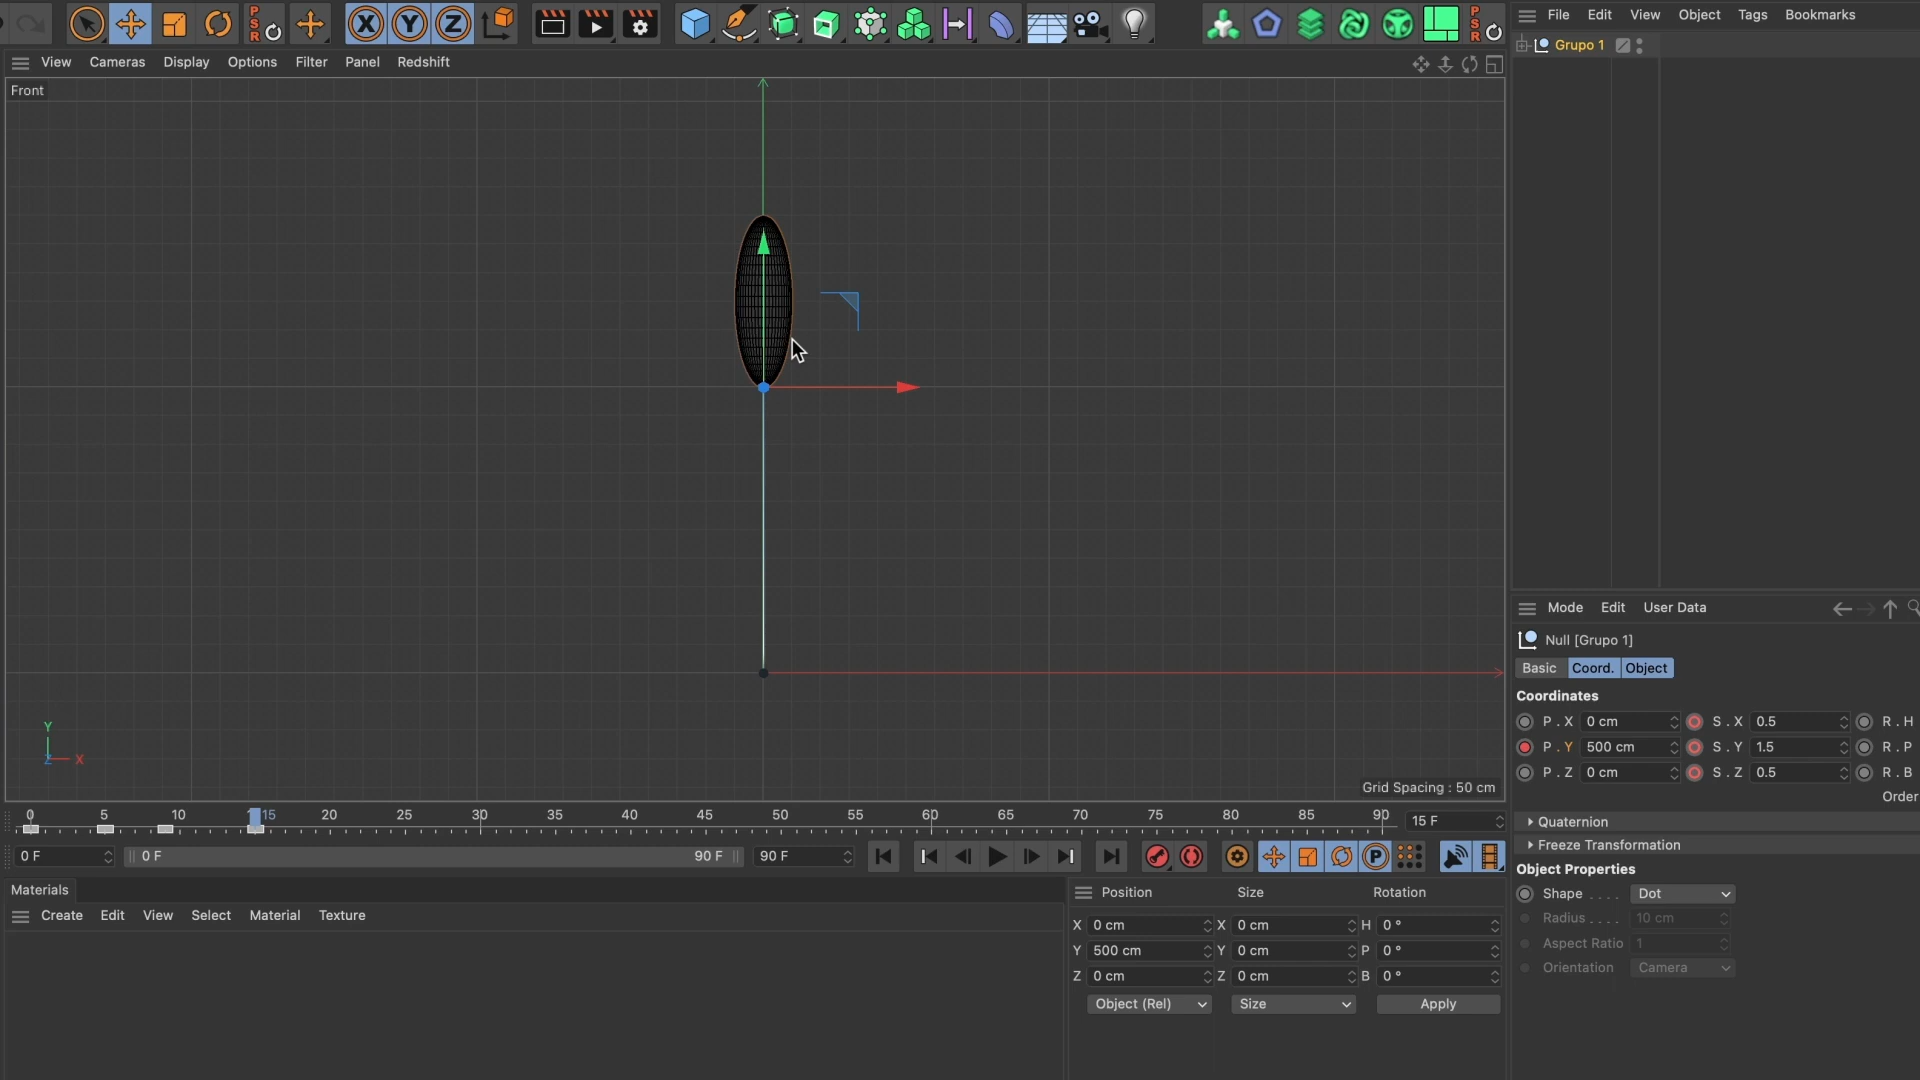 File Edit View Object Tags Bookmarks
PSR
X Y Z
PSR
View Cameras Display Options Filter Panel Redshift
Grupo 1
Front
Y
Z X
Grid Spacing : 50 cm
Mode Edit User Data
Null [Grupo 1]
Basic Coord. Object
Coordinates
P . X 0 cm S . X 0.5 R . H
P . Y 500 cm S . Y 1.5 R . P
P . Z 0 cm S . Z 0.5 R . B
Order
Quaternion
Freeze Transformation
Object Properties
Shape . . . . Dot
Radius . . . . 10 cm
Aspect Ratio 1
Orientation Camera
0 5 10 15 20 25 30 35 40 45 50 55 60 65 70 75 80 85 90 15 F
0 F 0 F 90 F 90 F P
Materials
Create Edit View Select Material Texture
Position Size Rotation
X 0 cm X 0 cm H 0 °
Y 500 cm Y 0 cm P 0 °
Z 0 cm Z 0 cm B 0 °
Object (Rel) Size Apply